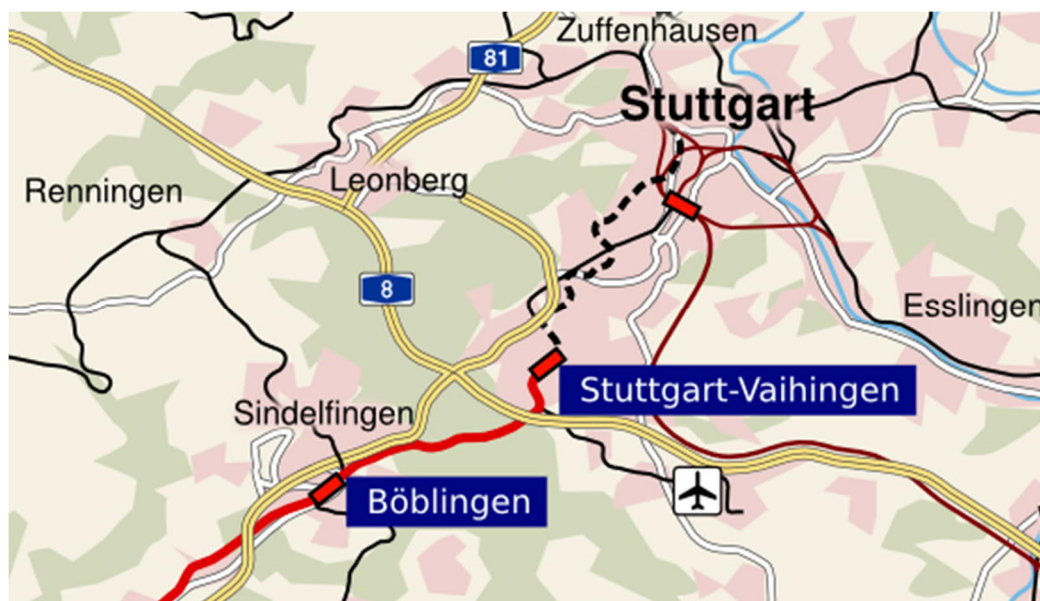 Zuffenhausen
81
Stuttgart
Renningen
Leonberg
8
Esslingen
Stuttgart-Vaihingen
Sindelfingen
Böblingen